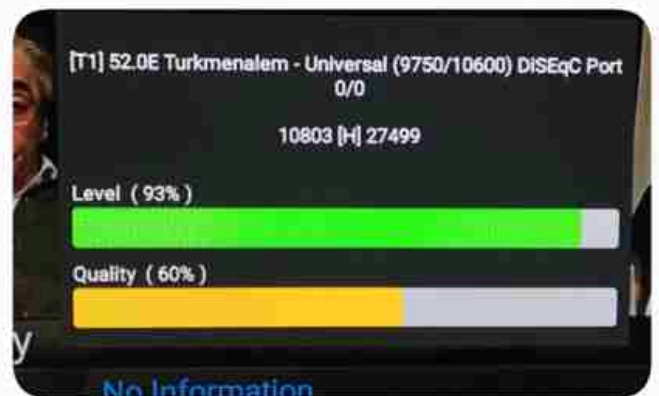 [T1] 52.0E Turkmenalem - Universal (9750/10600) DiSEqC Port
0/0
10803 [H] 27499
Level ( 93% )
Quality ( 60% )
y
No Information